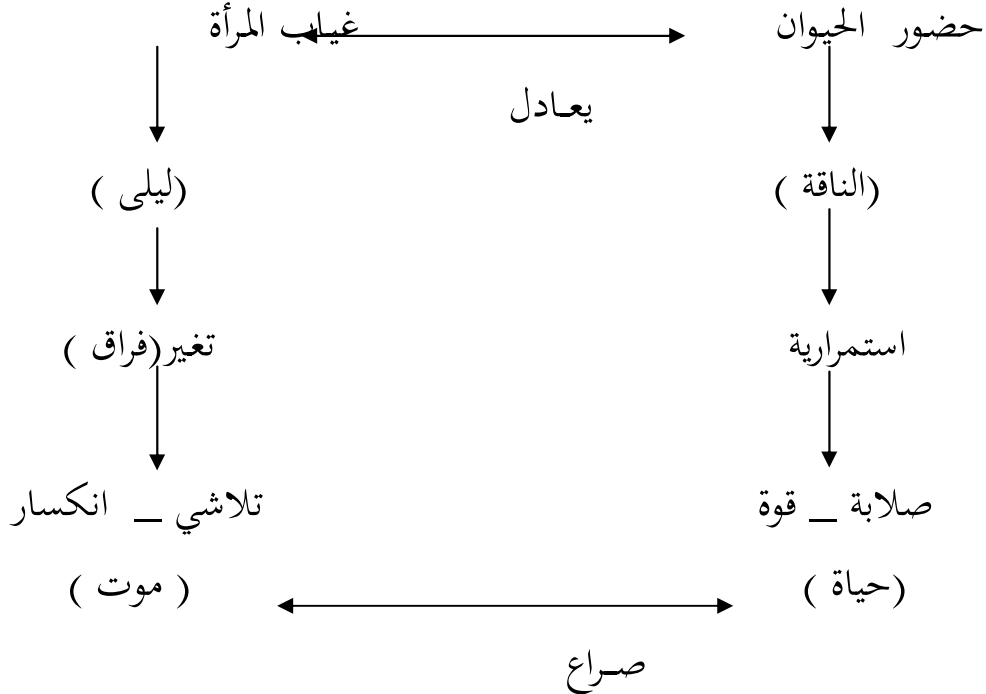 حضور الحيوان
غياب المرأة
يعادل
(الناقة )
(ليلى )
استمرارية
تغير(فراق )
صلابة _ قوة
تلاشي _ انكسار
(حياة )
( موت )
صراع